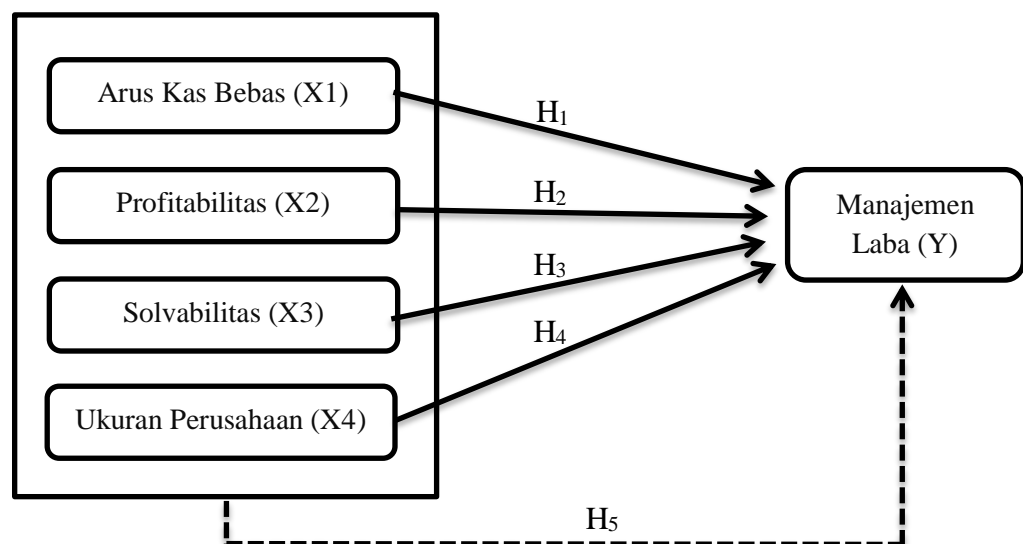 Arus Kas Bebas (X1)
H₁
Profitabilitas (X2)
H₂
Manajemen
Laba (Y)
H₃
Solvabilitas (X3)
H₄
Ukuran Perusahaan (X4)
H₅